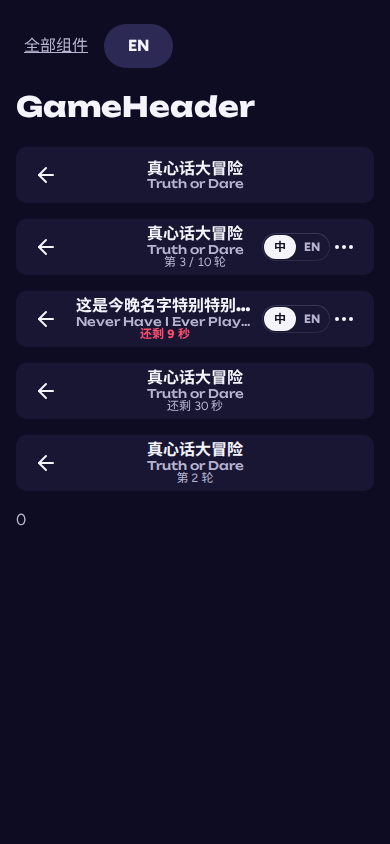 全部组件 EN
GameHeader
真心话大冒险
Truth or Dare
真心话大冒险
Truth or Dare
第 3 / 10 轮
中 EN
这是今晚名字特别特别...
Never Have I Ever Play...
还剩 9 秒
中 EN
真心话大冒险
Truth or Dare
还剩 30 秒
真心话大冒险
Truth or Dare
第 2 轮
0